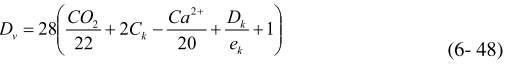 D_v = 28(CO_2/22 + 2C_k − Ca^{2+}/20 + D_k/e_k + 1) (6- 48)